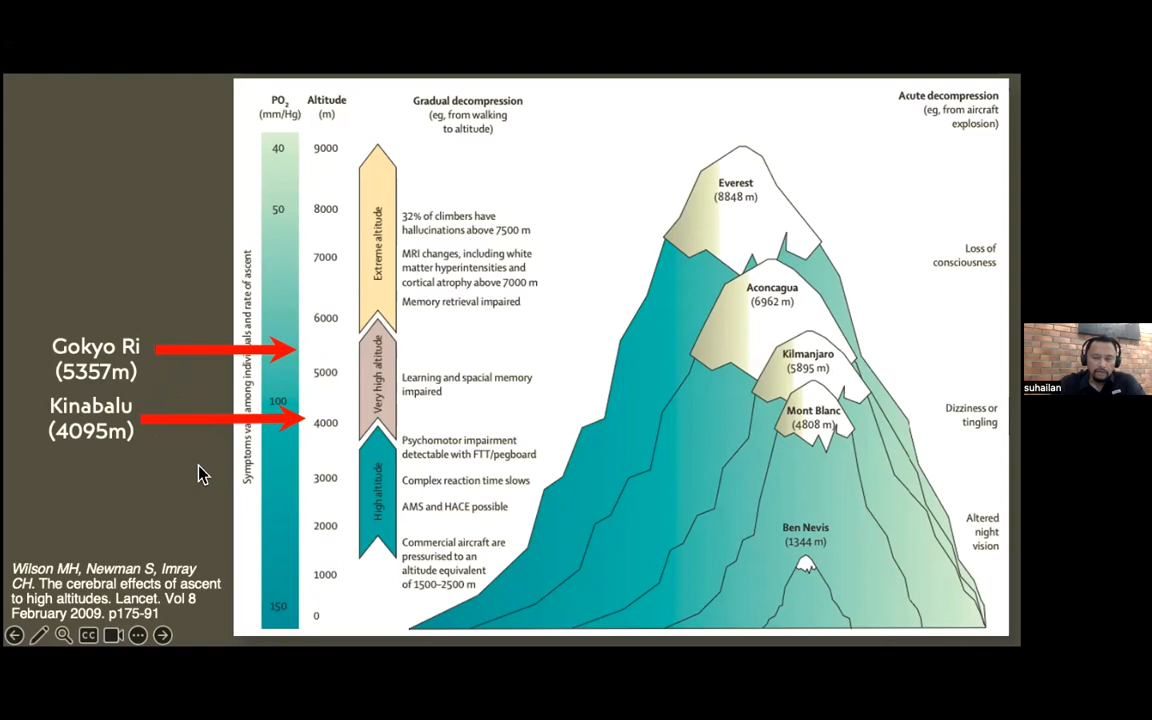 PO2
(mm/Hg)
Altitude
(m)
Gradual decompression
(eg, from walking
to altitude)
Acute decompression
(eg, from aircraft
explosion)
40
50
100
150
9000
8000
7000
6000
5000
4000
3000
2000
1000
0
Symptoms va
among individ
als and rate of ascent
Extreme altitude
Very high altitude
High altitude
32% of climbers have
hallucinations above 7500 m
MRI changes, including white
matter hyperintensities and
cortical atrophy above 7000 m
Memory retrieval impaired
Learning and spacial memory
impaired
Psychomotor impairment
detectable with FTT/pegboard
Complex reaction time slows
AMS and HACE possible
Commercial aircraft are
pressurised to an
altitude equivalent
of 1500–2500 m
Everest
(8848 m)
Aconcagua
(6962 m)
Kilmanjaro
(5895 m)
Mont Blanc
(4808 m)
Ben Nevis
(1344 m)
Loss of
consciousness
Dizziness or
tingling
Altered
night
vision
Gokyo Ri
(5357m)
Kinabalu
(4095m)
Wilson MH, Newman S, Imray
CH. The cerebral effects of ascent
to high altitudes. Lancet. Vol 8
February 2009. p175-91
CC
suhailan